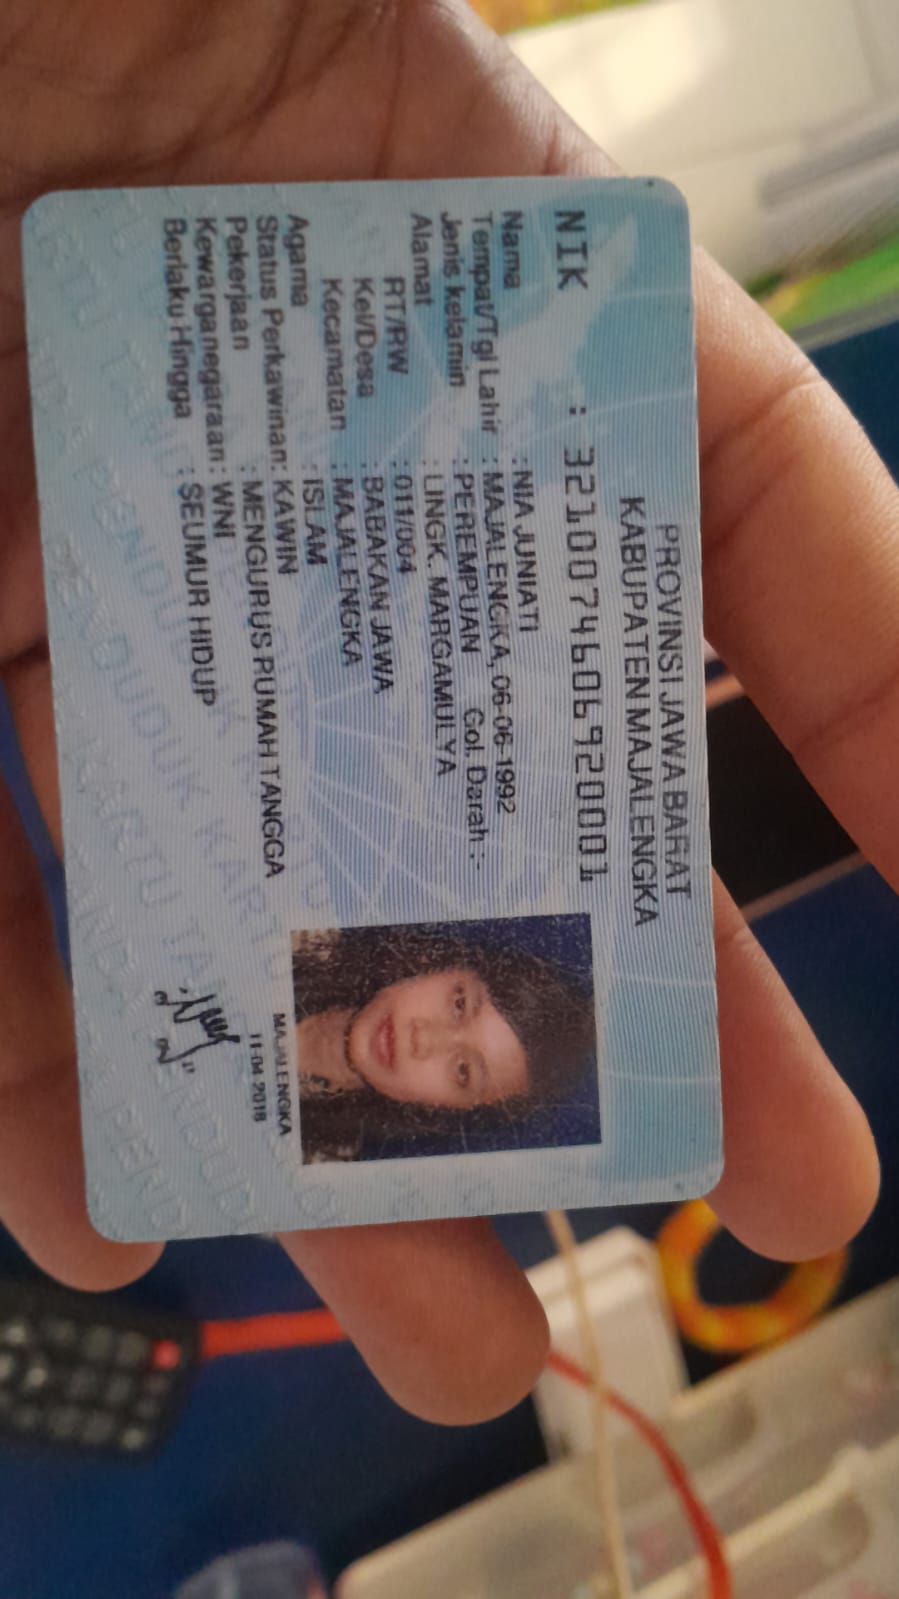 PROVINSI JAWA BARAT
KABUPATEN MAJALENGKA
NIK : 3210074606920001
Nama : NIA JUNIATI
Tempat/Tgl Lahir : MAJALENGKA, 06-06-1992
Jenis kelamin : PEREMPUAN Gol. Darah :-
Alamat : LINGK. MARGAMULYA
RT/RW : 011/004
Kel/Desa : BABAKAN JAWA
Kecamatan : MAJALENGKA
Agama : ISLAM
Status Perkawinan: KAWIN
Pekerjaan : MENGURUS RUMAH TANGGA
Kewarganegaraan: WNI
Berlaku Hingga : SEUMUR HIDUP
MAJALENGKA
11-04-2018